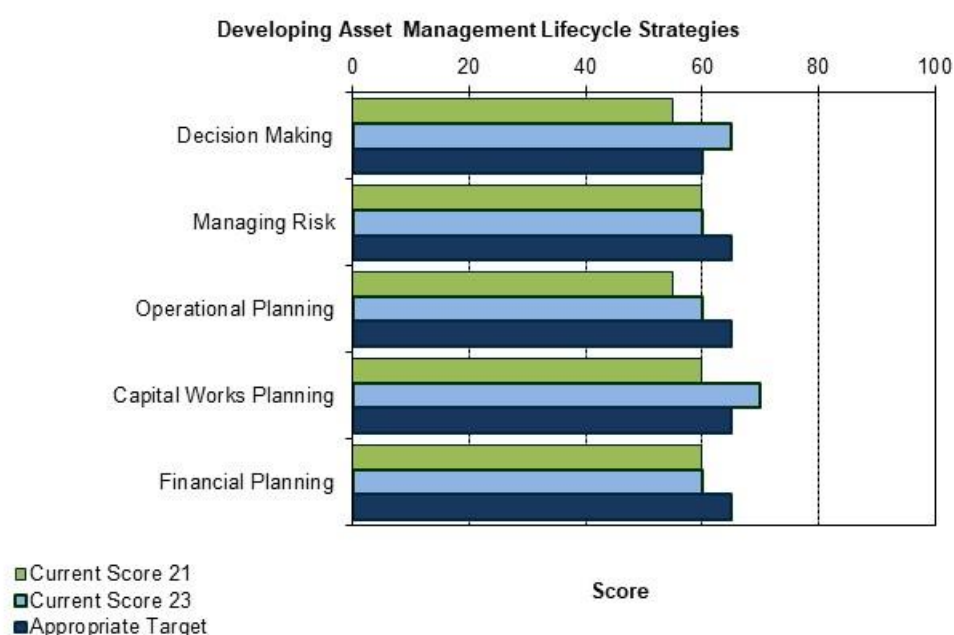 Developing Asset Management Lifecycle Strategies
0 20 40 60 80 100
Decision Making
Managing Risk
Operational Planning
Capital Works Planning
Financial Planning
Score
Current Score 21
Current Score 23
Appropriate Target